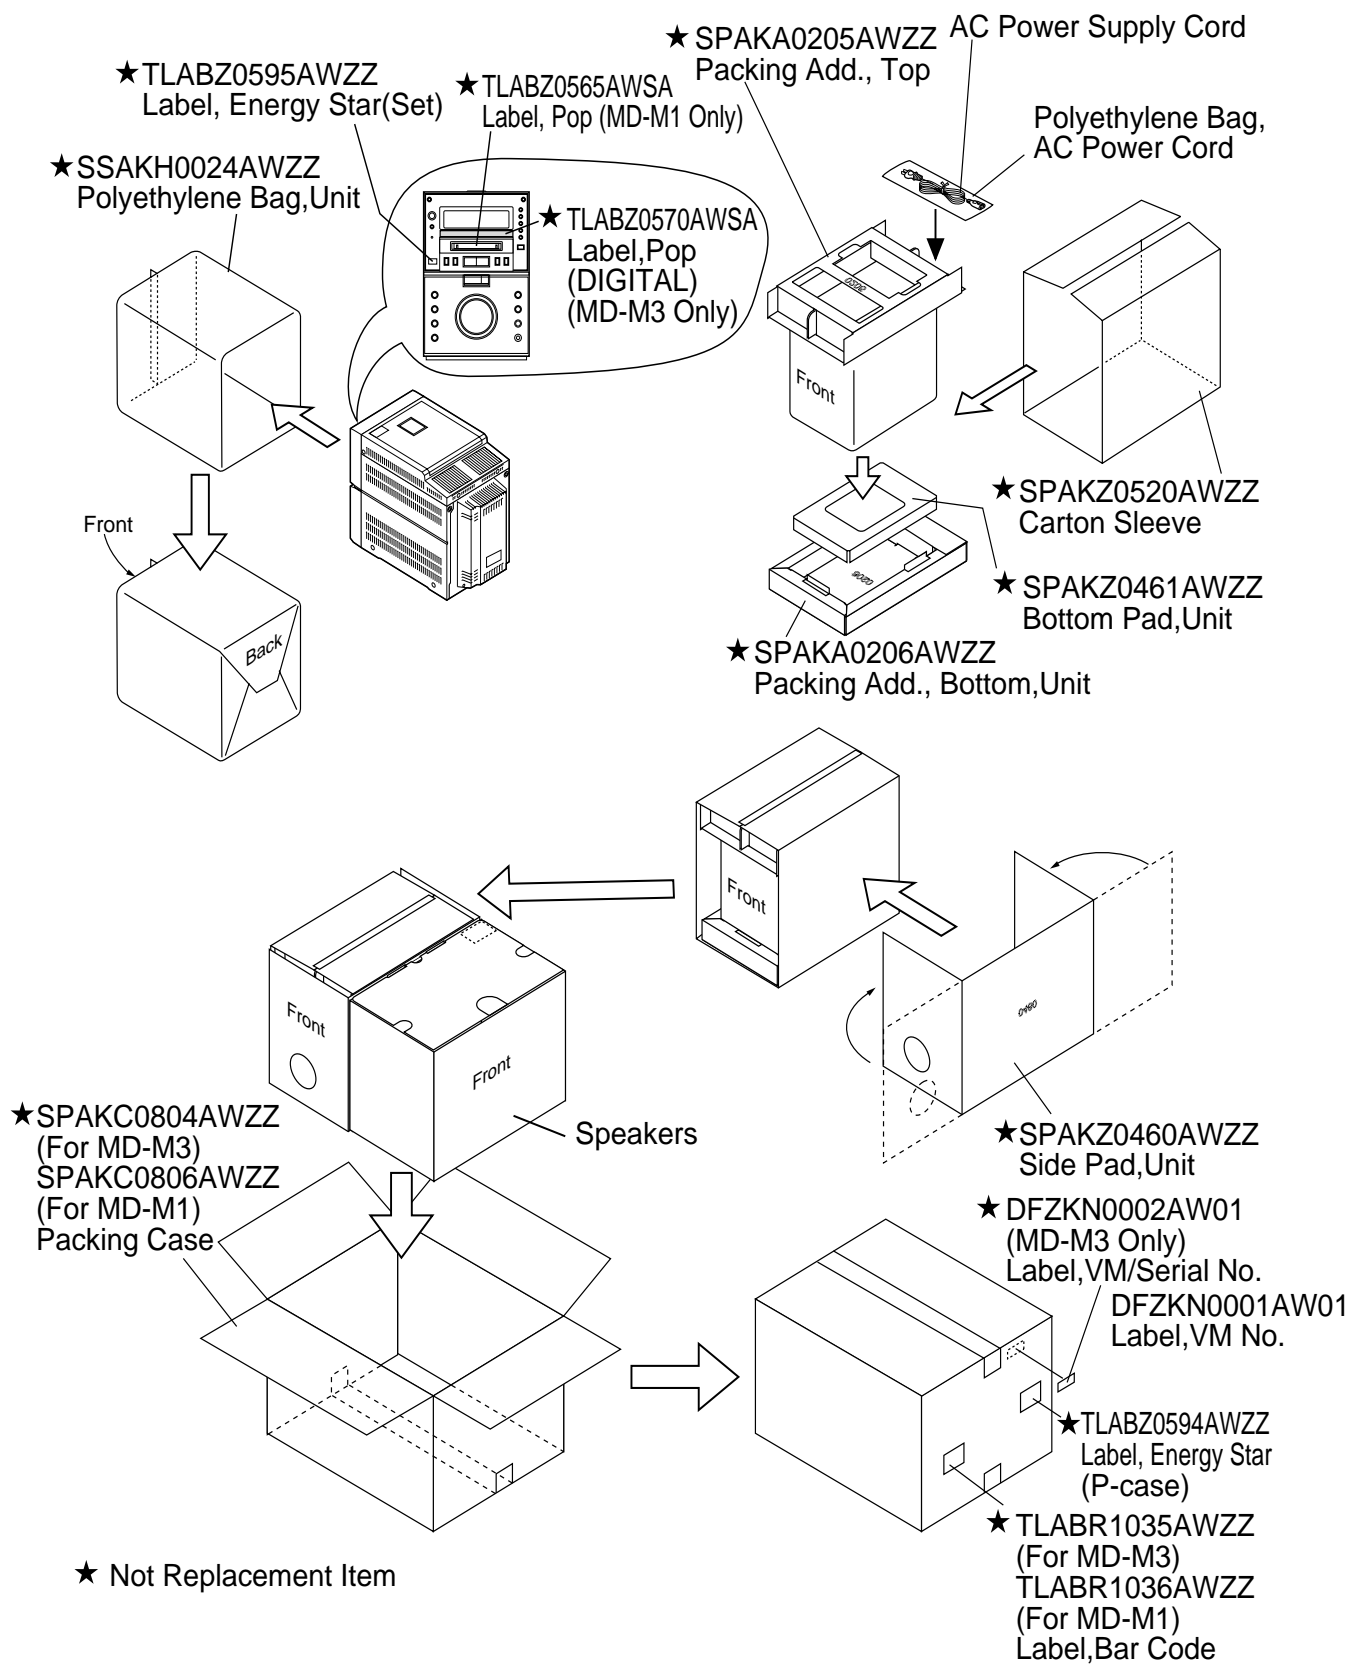 ★ SPAKA0205AWZZ
Packing Add., Top
AC Power Supply Cord
★ TLABZ0595AWZZ
Label, Energy Star(Set)
★ TLABZ0565AWSA
Label, Pop (MD-M1 Only)
Polyethylene Bag,
AC Power Cord
★ SSAKH0024AWZZ
Polyethylene Bag,Unit
★ TLABZ0570AWSA
Label,Pop
(DIGITAL)
(MD-M3 Only)
0205
Front
★ SPAKZ0520AWZZ
Carton Sleeve
Front
0206
★ SPAKZ0461AWZZ
Bottom Pad,Unit
Back
★ SPAKA0206AWZZ
Packing Add., Bottom,Unit
Front
Front
Front
0460
Speakers
★ SPAKC0804AWZZ
(For MD-M3)
SPAKC0806AWZZ
(For MD-M1)
Packing Case
★ SPAKZ0460AWZZ
Side Pad,Unit
★ DFZKN0002AW01
(MD-M3 Only)
Label,VM/Serial No.
DFZKN0001AW01
Label,VM No.
★ TLABZ0594AWZZ
Label, Energy Star
(P-case)
★ TLABR1035AWZZ
(For MD-M3)
TLABR1036AWZZ
(For MD-M1)
Label,Bar Code
★ Not Replacement Item